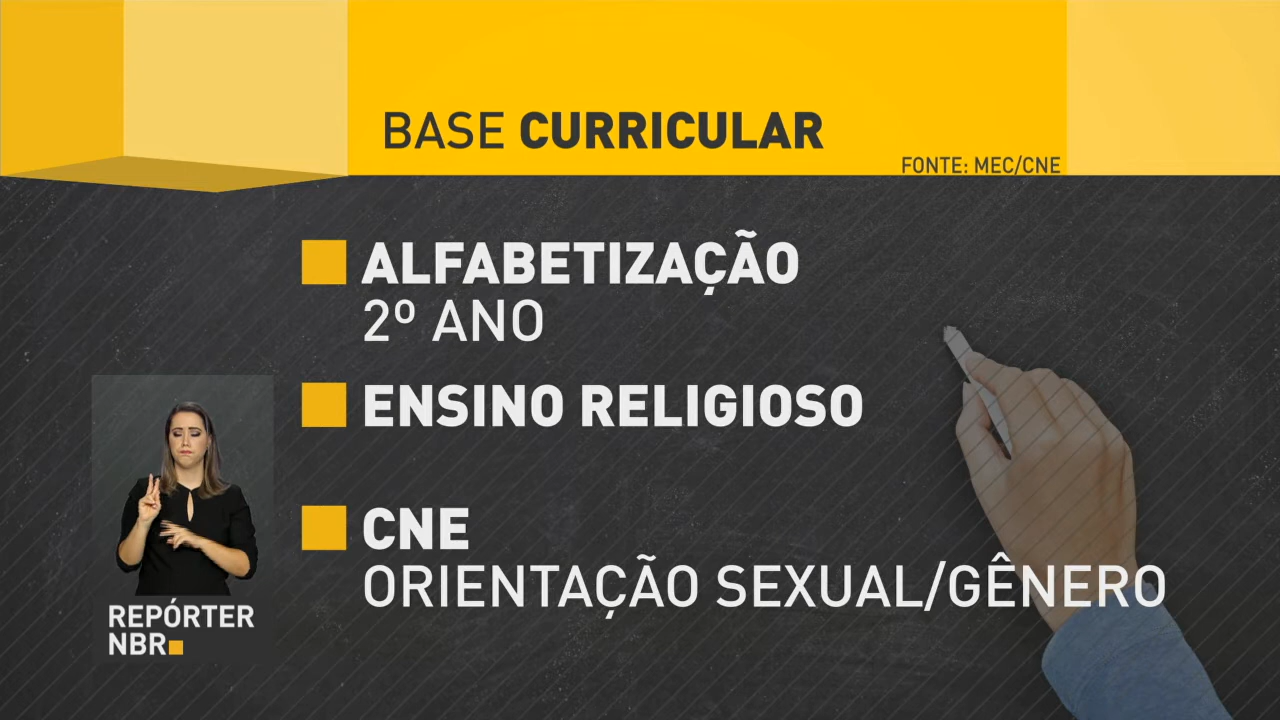 BASE CURRICULAR
FONTE: MEC/CNE
ALFABETIZAÇÃO
2º ANO
ENSINO RELIGIOSO
CNE
ORIENTAÇÃO SEXUAL/GÊNERO
REPÓRTER
NBR